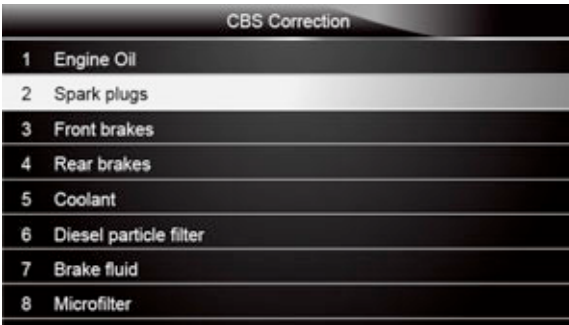 CBS Correction
1 Engine Oil
2 Spark plugs
3 Front brakes
4 Rear brakes
5 Coolant
6 Diesel particle filter
7 Brake fluid
8 Microfilter